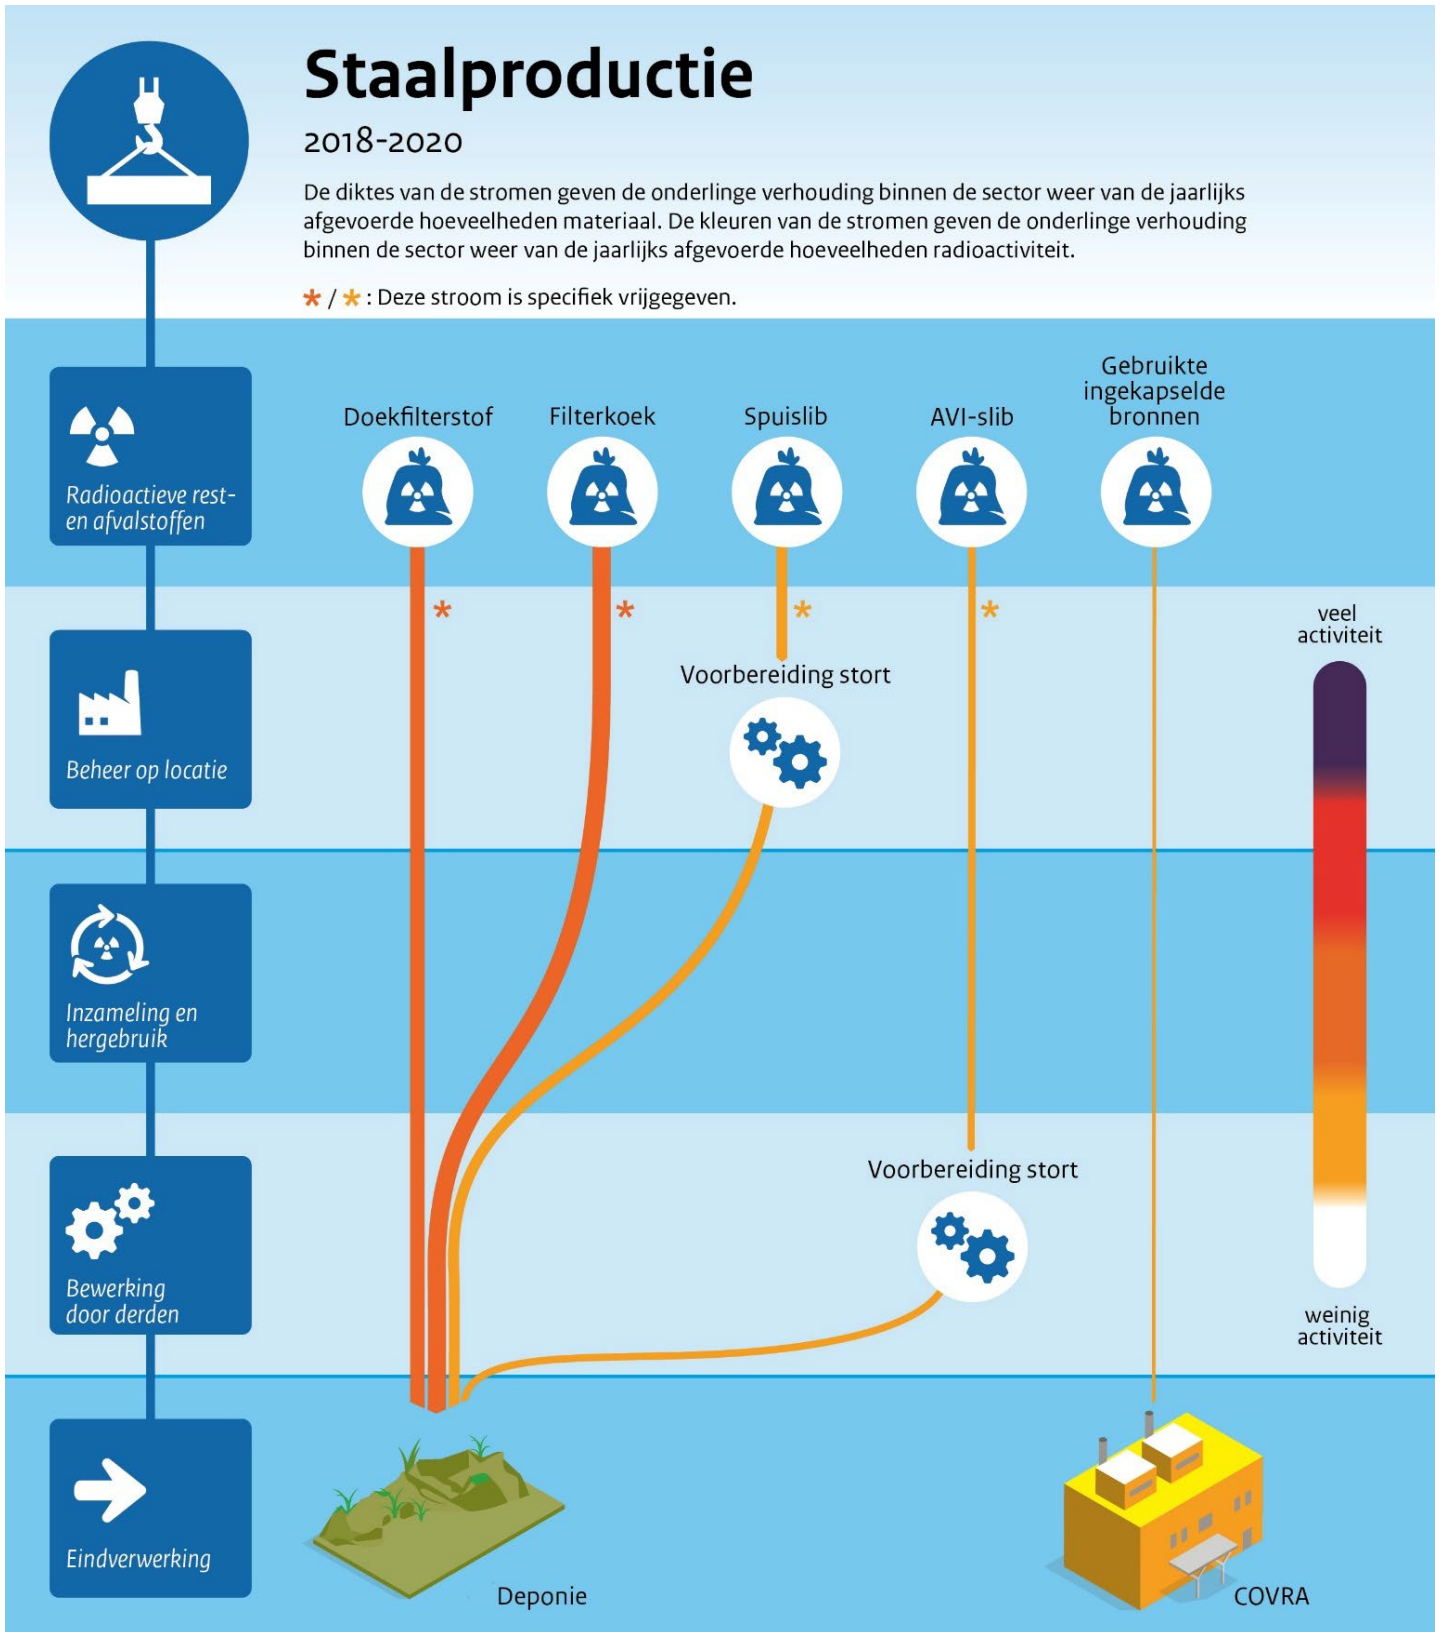 Staalproductie
2018-2020
De diktes van de stromen geven de onderlinge verhouding binnen de sector weer van de jaarlijks
afgevoerde hoeveelheden materiaal. De kleuren van de stromen geven de onderlinge verhouding
binnen de sector weer van de jaarlijks afgevoerde hoeveelheden radioactiviteit.
* / * : Deze stroom is specifiek vrijgegeven.
Radioactieve rest-
en afvalstoffen
Doekfilterstof
Filterkoek
Spuislib
AVI-slib
Gebruikte
ingekapselde
bronnen
*
*
*
*
Beheer op locatie
Voorbereiding stort
veel
activiteit
Inzameling en
hergebruik
Bewerking
door derden
Voorbereiding stort
weinig
activiteit
Eindverwerking
Deponie
COVRA